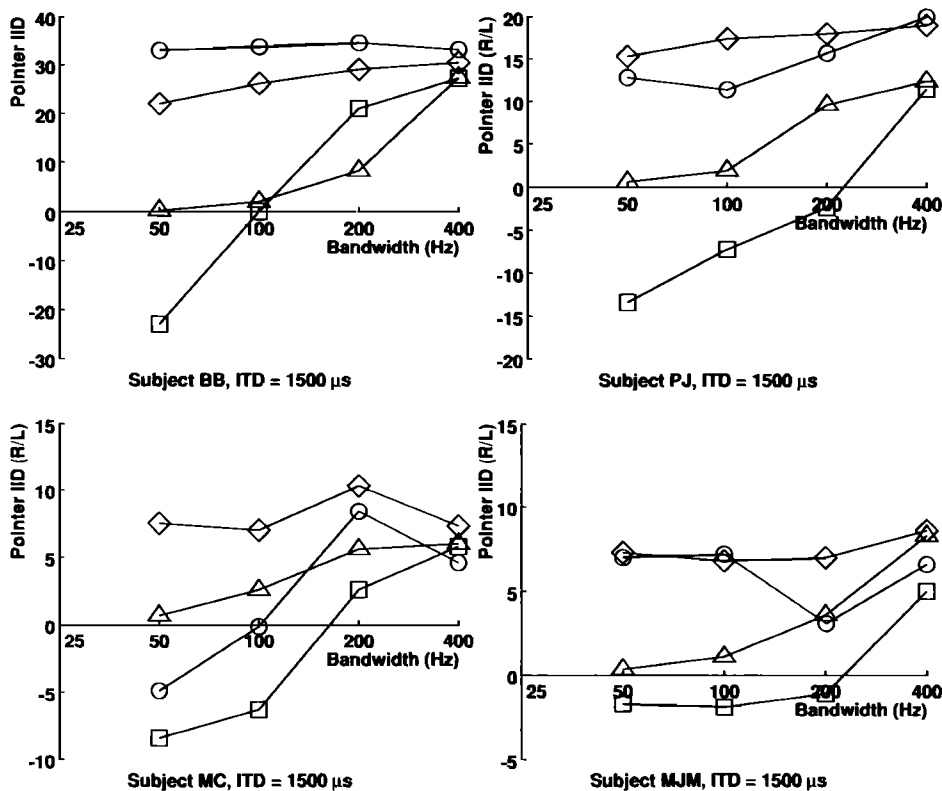 Pointer IID
40
30
20
10
0
-10
-20
-30
25 50 100 200 400
Bandwidth (Hz)
Subject BB, ITD = 1500 µs
Pointer IID (R/L)
20
15
10
5
0
-5
-10
-15
-20
25 50 100 200 400
Bandwidth (Hz)
Subject PJ, ITD = 1500 µs
Pointer IID (R/L)
15
10
5
0
-5
-10
25 50 100 200 400
Bandwidth (Hz)
Subject MC, ITD = 1500 µs
Pointer IID (R/L)
15
10
5
0
-5
25 50 100 200 400
Bandwidth (Hz)
Subject MJM, ITD = 1500 µs